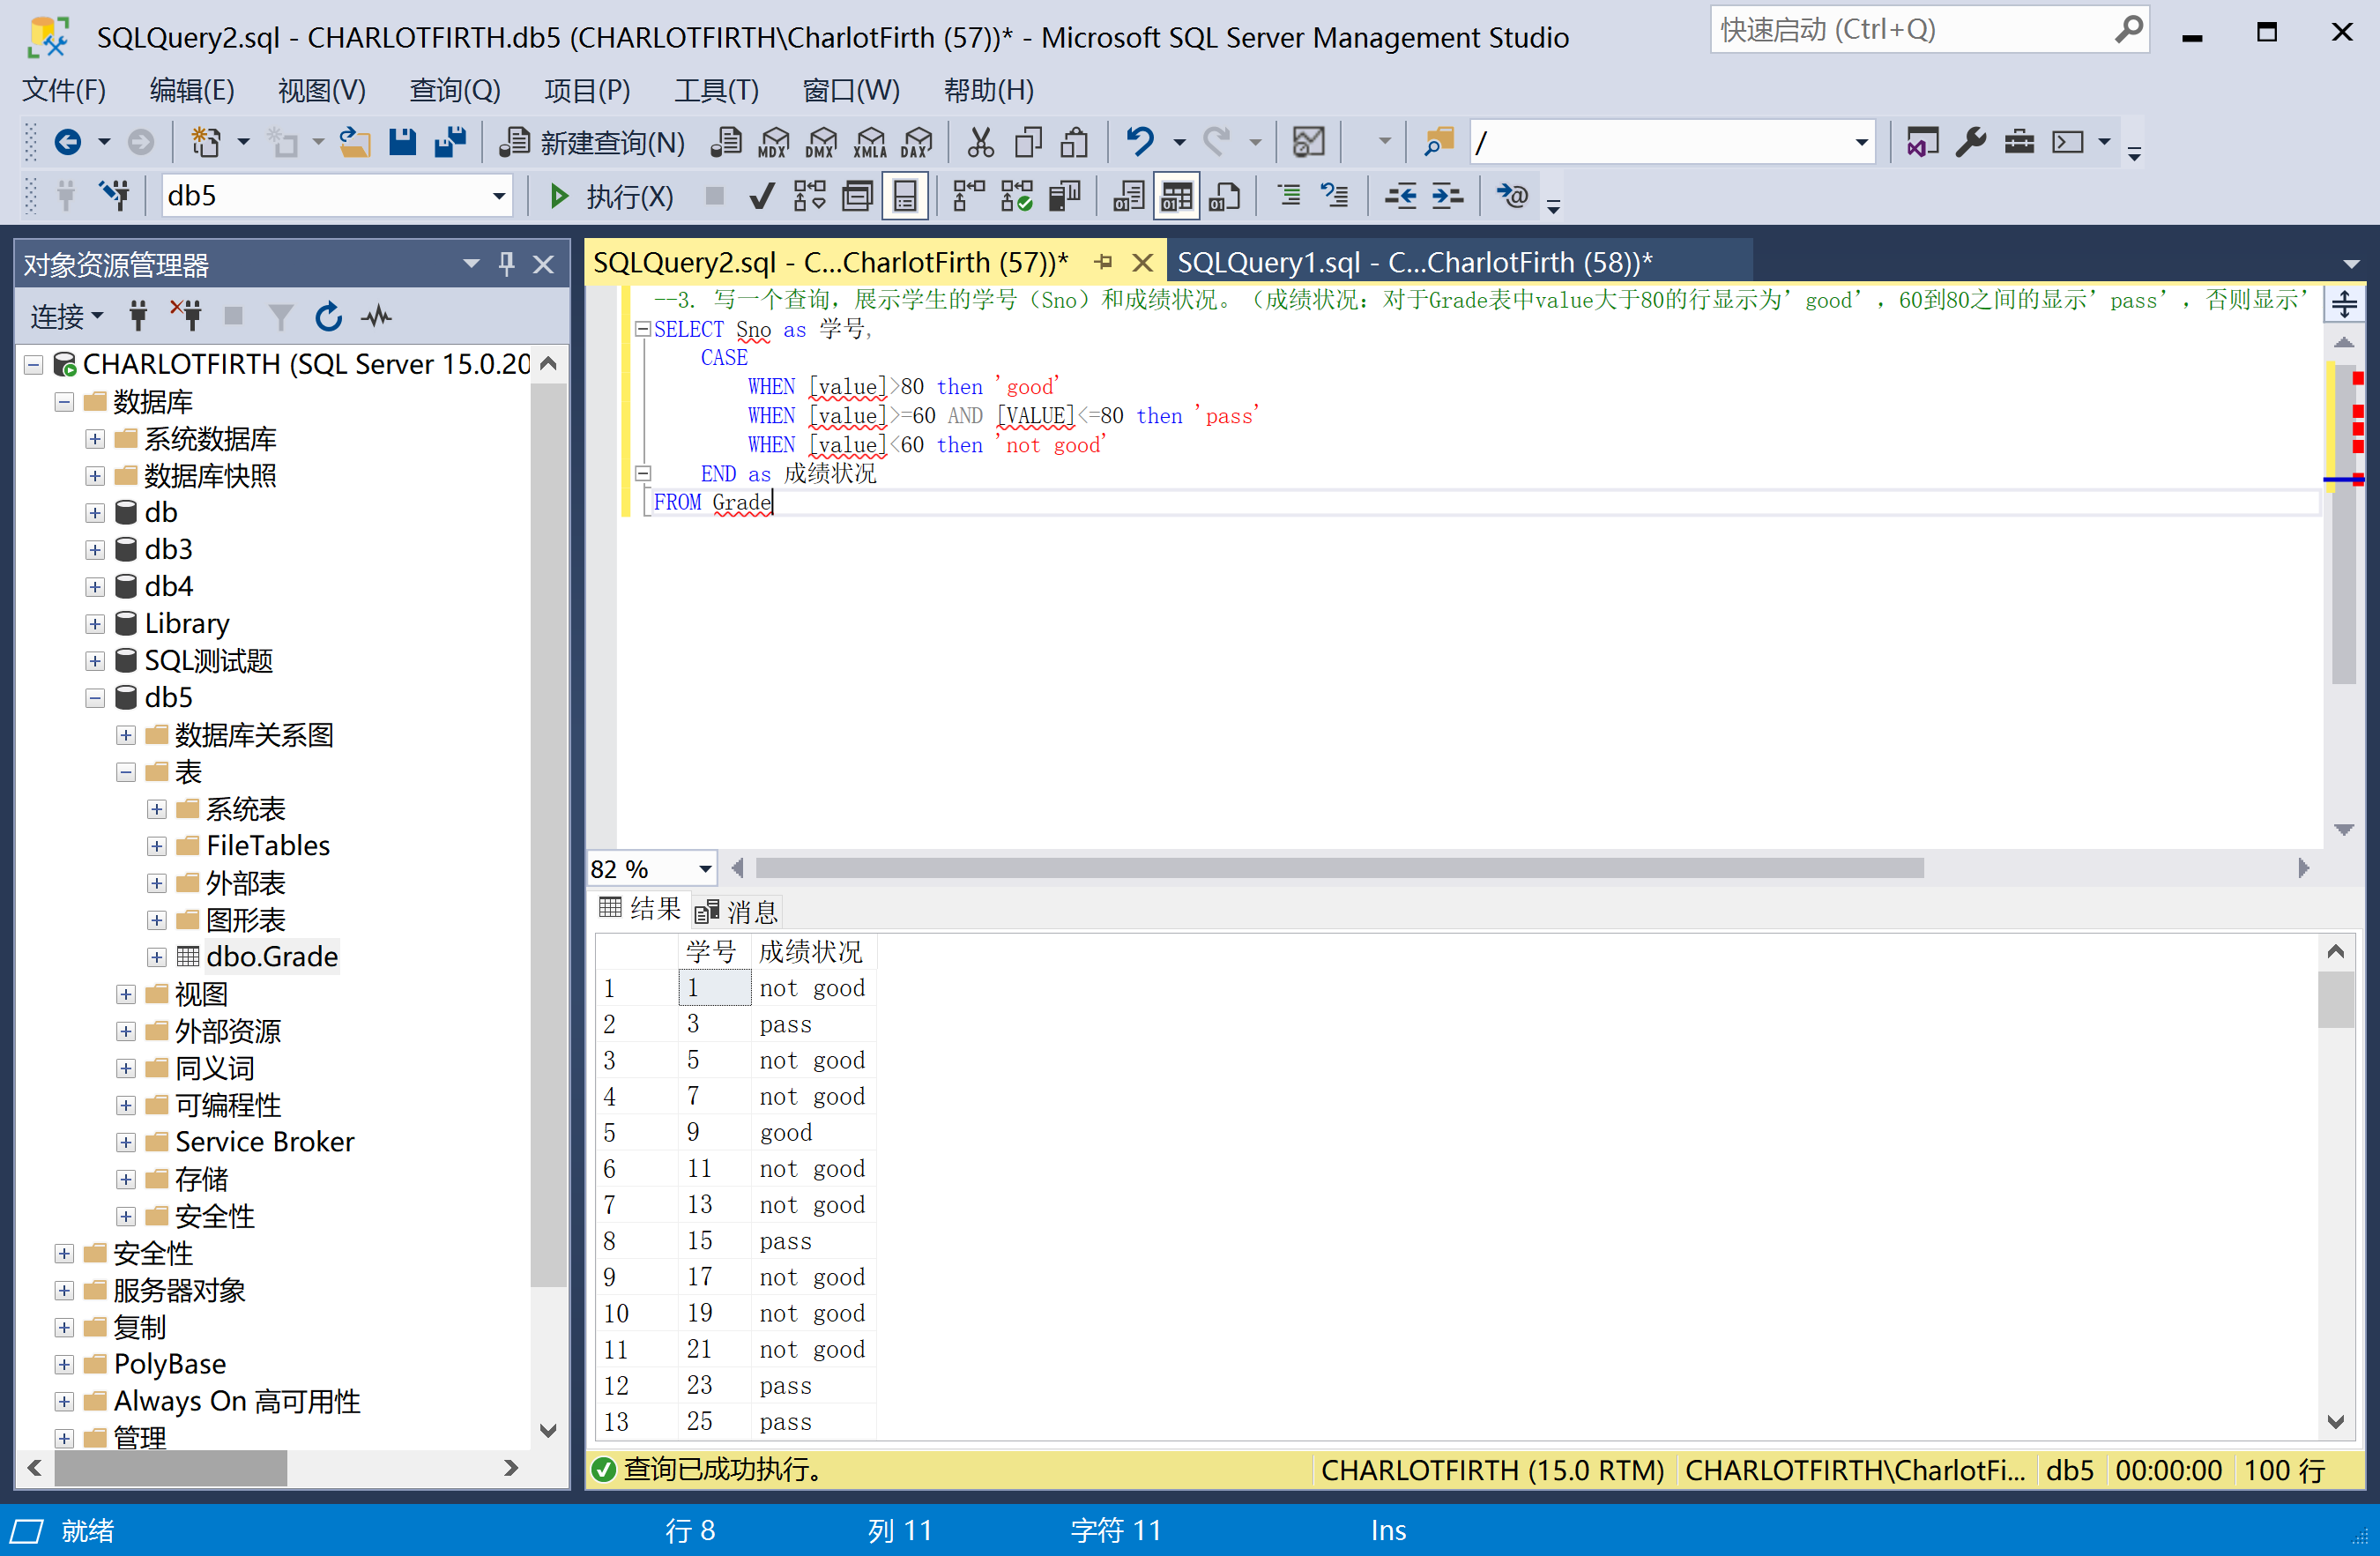 SQLQuery2.sql - CHARLOTFIRTH.db5 (CHARLOTFIRTH\CharlotFirth (57))* - Microsoft SQL Server Management Studio
快速启动 (Ctrl+Q)
文件(F) 编辑(E) 视图(V) 查询(Q) 项目(P) 工具(T) 窗口(W) 帮助(H)
新建查询(N) MDX DMX XMLA DAX /
db5 执行(X)
对象资源管理器
连接
CHARLOTFIRTH (SQL Server 15.0.20
数据库
系统数据库
数据库快照
db
db3
db4
Library
SQL测试题
db5
数据库关系图
表
系统表
FileTables
外部表
图形表
dbo.Grade
视图
外部资源
同义词
可编程性
Service Broker
存储
安全性
安全性
服务器对象
复制
PolyBase
Always On 高可用性
管理
SQLQuery2.sql - C...CharlotFirth (57))* SQLQuery1.sql - C...CharlotFirth (58))*
--3. 写一个查询，展示学生的学号（Sno）和成绩状况。（成绩状况：对于Grade表中value大于80的行显示为’good’，60到80之间的显示’pass’，否则显示’
SELECT Sno as 学号,
CASE
WHEN [value]>80 then 'good'
WHEN [value]>=60 AND [VALUE]<=80 then 'pass'
WHEN [value]<60 then 'not good'
END as 成绩状况
FROM Grade
82 %
结果 消息
学号 成绩状况
1 1 not good
2 3 pass
3 5 not good
4 7 not good
5 9 good
6 11 not good
7 13 not good
8 15 pass
9 17 not good
10 19 not good
11 21 not good
12 23 pass
13 25 pass
查询已成功执行。 CHARLOTFIRTH (15.0 RTM) CHARLOTFIRTH\CharlotFi... db5 00:00:00 100 行
就绪 行 8 列 11 字符 11 Ins